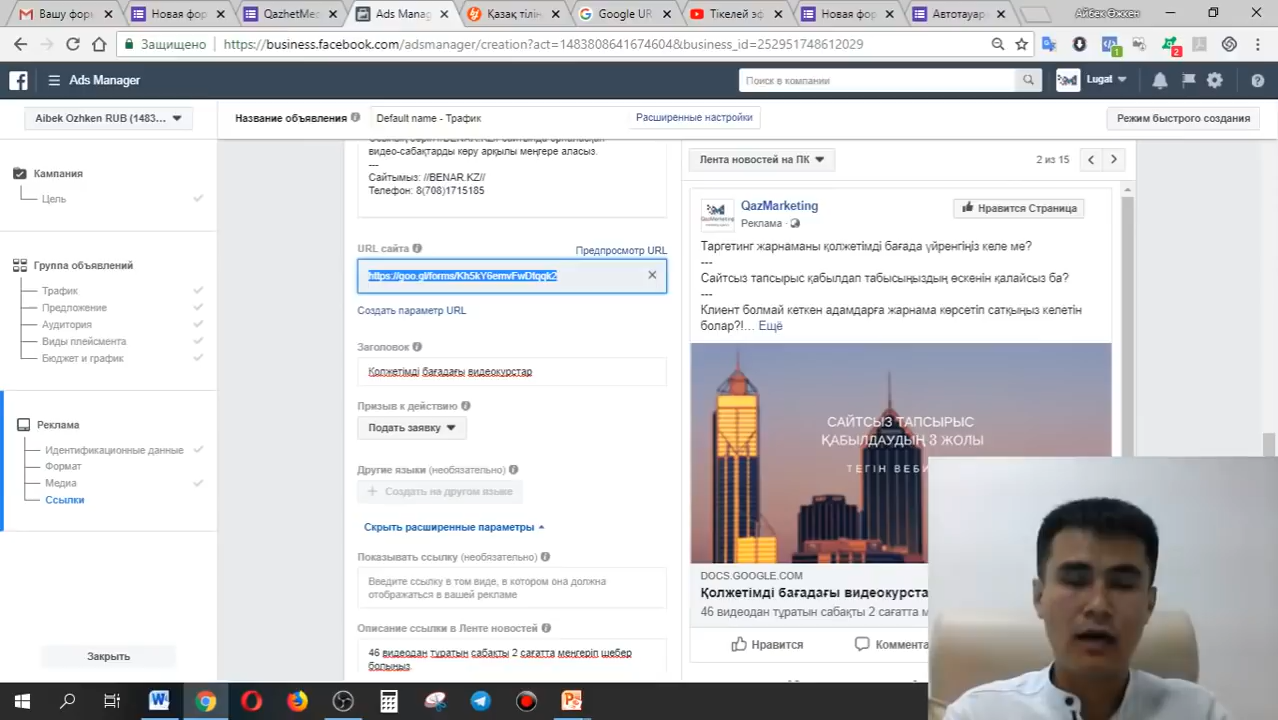 Вашу фор
Новая фор
QazhetMe
Ads Manag
Қазақ тілін
Google UR
Тікелей эф
Новая фор
Автотауар
Айбек Өжкен
Защищено
https://business.facebook.com/adsmanager/creation?act=1483808641674604&business_id=252951748612029
Ads Manager
Поиск в компании
Lugat
Aibek Ozhken RUB (1483...
Название объявления
Default name - Трафик
Расширенные настройки
Режим быстрого создания
Кампания
Цель
Группа объявлений
Трафик
Предложение
Аудитория
Виды плейсмента
Бюджет и график
Реклама
Идентификационные данные
Формат
Медиа
Ссылки
Закрыть
видео-сабақтарды көру арқылы меңгере аласыз.
---
Сайтымыз: //BENAR.KZ//
Телефон: 8(708)1715185
URL сайта
Предпросмотр URL
https://goo.gl/forms/Kh5kY6emvFwDtqqk2
Создать параметр URL
Заголовок
Қолжетімді бағадағы видеокурстар
Призыв к действию
Подать заявку
Другие языки (необязательно)
+ Создать на другом языке
Скрыть расширенные параметры
Показывать ссылку (необязательно)
Введите ссылку в том виде, в котором она должна
отображаться в вашей рекламе
Описание ссылки в Ленте новостей
46 видеодан тұратын сабақты 2 сағатта меңгеріп шебер
болыңыз
Лента новостей на ПК
2 из 15
QazMarketing
Реклама
Нравится Страница
Таргетинг жарнаманы қолжетімді бағада үйренгіңіз келе ме?
---
Сайтсыз тапсырыс қабылдап табысыңыздың өскенін қалайсыз ба?
---
Клиент болмай кеткен адамдарға жарнама көрсетіп сатқыңыз келетін
болар?!... Ещё
САЙТСЫЗ ТАПСЫРЫС
ҚАБЫЛДАУДЫҢ 3 ЖОЛЫ
ТЕГІН ВЕБИ
DOCS.GOOGLE.COM
Қолжетімді бағадағы видеокурста
46 видеодан тұратын сабақты 2 сағатта м
Нравится
Коммента